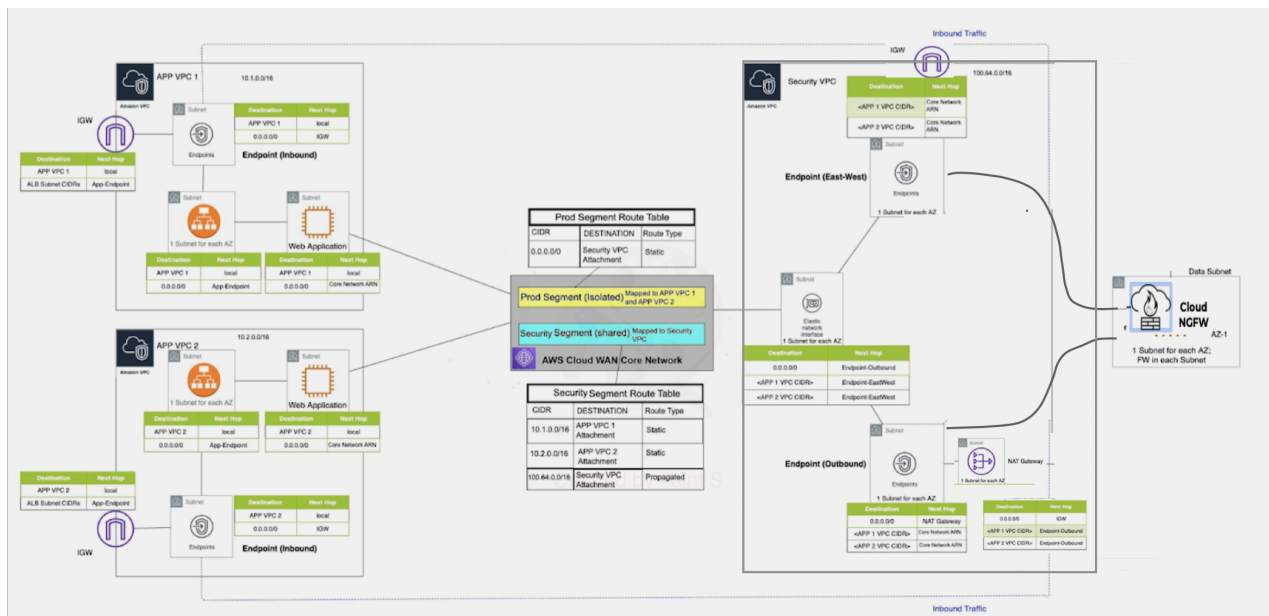 Inbound Traffic
IGW
APP VPC 1
10.1.0.0/16
Amazon VPC
Subnet
Endpoints
Destination Next Hop
APP VPC 1 local
0.0.0.0/0 IGW
Endpoint (Inbound)
IGW
Destination Next Hop
APP VPC 1 local
ALB Subnet CIDRs App-Endpoint
Subnet
1 Subnet for each AZ
Subnet
Web Application
Destination Next Hop
APP VPC 1 local
0.0.0.0/0 App-Endpoint
Destination Next Hop
APP VPC 1 local
0.0.0.0/0 Core Network ARN
APP VPC 2
10.2.0.0/16
Amazon VPC
Subnet
1 Subnet for each AZ
Subnet
Web Application
Destination Next Hop
APP VPC 2 local
0.0.0.0/0 App-Endpoint
Destination Next Hop
APP VPC 2 local
0.0.0.0/0 Core Network ARN
Destination Next Hop
APP VPC 2 local
ALB Subnet CIDRs App-Endpoint
IGW
Subnet
Endpoints
Destination Next Hop
APP VPC 2 local
0.0.0.0/0 IGW
Endpoint (Inbound)
Prod Segment Route Table
CIDR DESTINATION Route Type
0.0.0.0/0 Security VPC Attachment Static
Prod Segment (Isolated) Mapped to APP VPC 1
and APP VPC 2
Security Segment (shared) Mapped to Security
VPC
AWS Cloud WAN Core Network
Security Segment Route Table
CIDR DESTINATION Route Type
10.1.0.0/16 APP VPC 1 Attachment Static
10.2.0.0/16 APP VPC 2 Attachment Static
100.64.0.0/16 Security VPC Attachment Propagated
Security VPC
100.64.0.0/16
Amazon VPC
Destination Next Hop
<APP 1 VPC CIDR> Core Network ARN
<APP 2 VPC CIDR> Core Network ARN
Subnet
Endpoint (East-West)
Endpoints
1 Subnet for each AZ
Subnet
Elastic
network
interface
1 Subnet for each AZ
Destination Next Hop
0.0.0.0/0 Endpoint-Outbound
<APP 1 VPC CIDR> Endpoint-EastWest
<APP 2 VPC CIDR> Endpoint-EastWest
Subnet
Endpoint (Outbound)
Endpoints
1 Subnet for each AZ
Subnet
NAT Gateway
1 Subnet for each AZ
Destination Next Hop
0.0.0.0/0 NAT Gateway
<APP 1 VPC CIDR> Core Network ARN
<APP 2 VPC CIDR> Core Network ARN
Destination Next Hop
0.0.0.0/0 IGW
<APP 1 VPC CIDR> Endpoint-Outbound
<APP 2 VPC CIDR> Endpoint-Outbound
Data Subnet
Subnet
Cloud
NGFW
AZ-1
1 Subnet for each AZ;
FW in each Subnet
Inbound Traffic